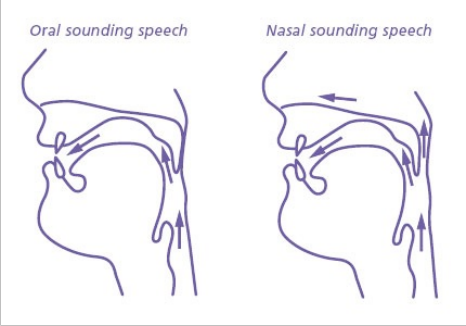 Oral sounding speech
Nasal sounding speech